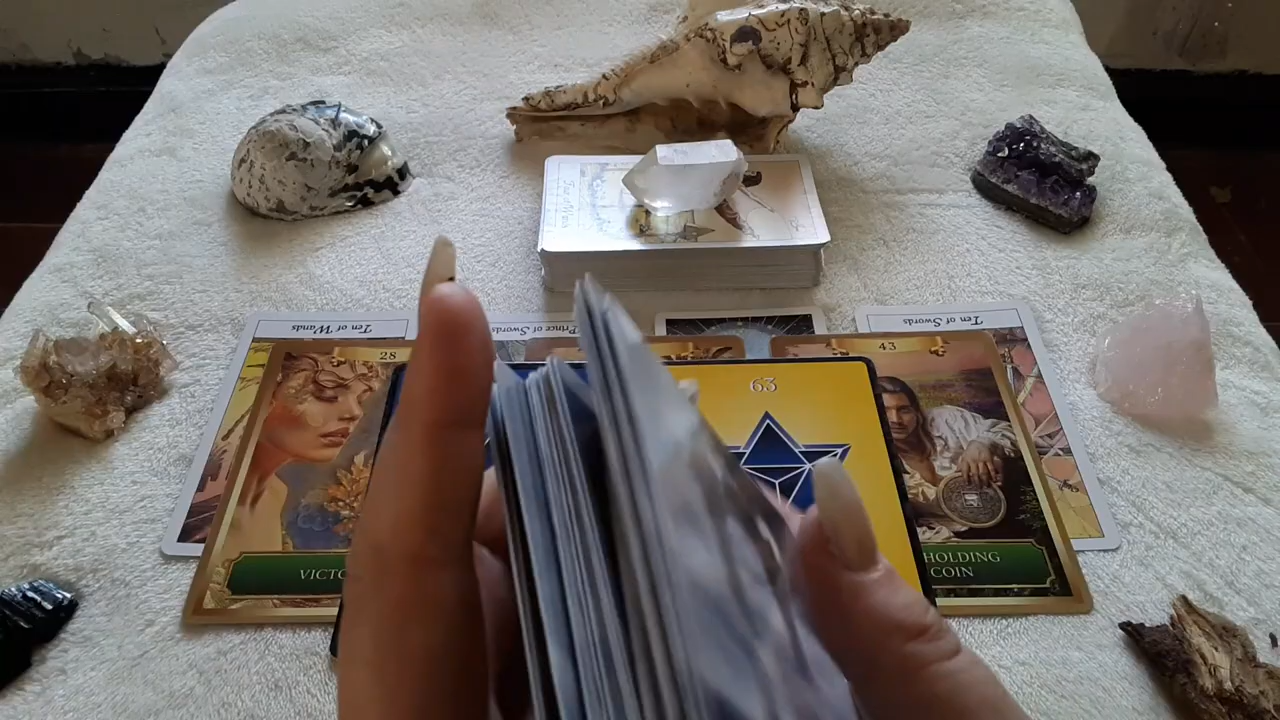 Ten of Wands
Prince of Swords
Ten of Swords
28
43
63
VICTO
HOLDING
COIN